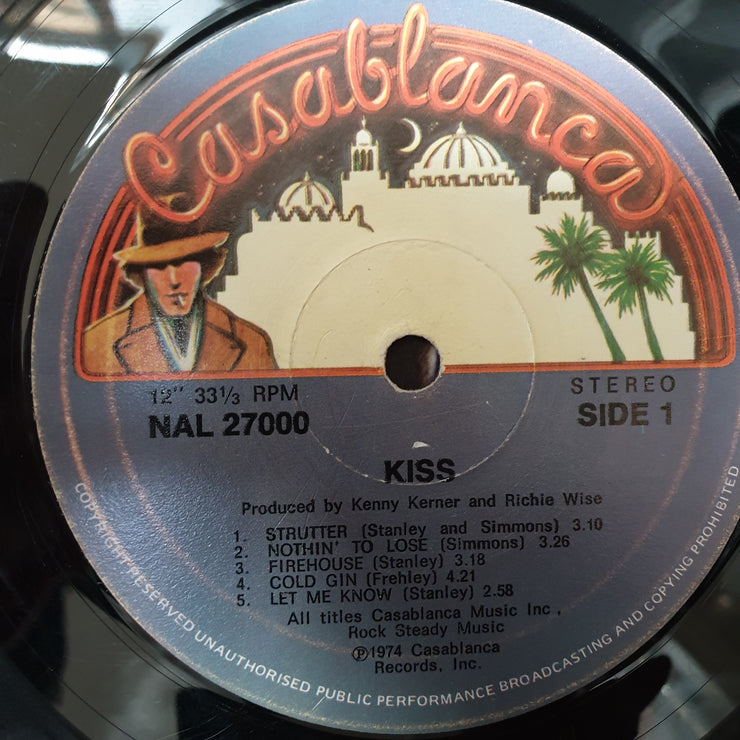 Casablanca
12" 33⅓ RPM
NAL 27000
STEREO
SIDE 1
KISS
Produced by Kenny Kerner and Richie Wise
1. STRUTTER (Stanley and Simmons) 3.10
2. NOTHIN' TO LOSE (Simmons) 3.26
3. FIREHOUSE (Stanley) 3.18
4. COLD GIN (Frehley) 4.21
5. LET ME KNOW (Stanley) 2.58
All titles Casablanca Music Inc,
Rock Steady Music
℗1974 Casablanca
Records, Inc.
COPYRIGHT RESERVED UNAUTHORISED PUBLIC PERFORMANCE BROADCASTING AND COPYING PROHIBITED